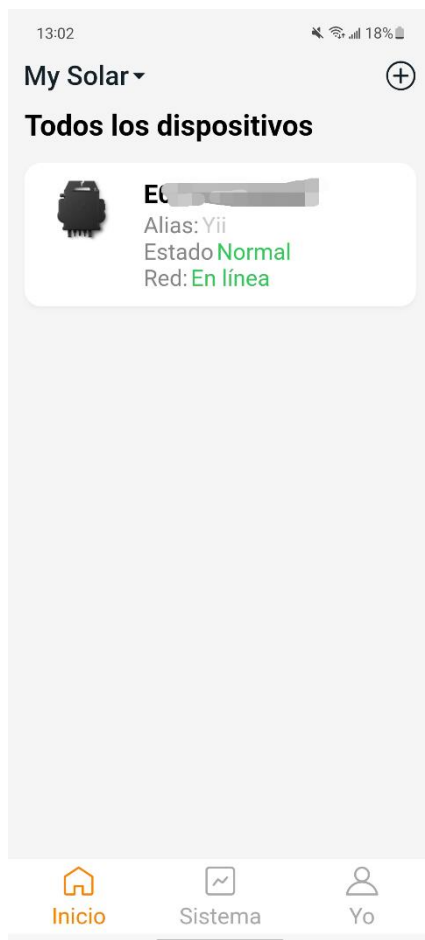 13:02 18%
My Solar
Todos los dispositivos
Alias: Yii
Estado Normal
Red: En línea
Inicio Sistema Yo